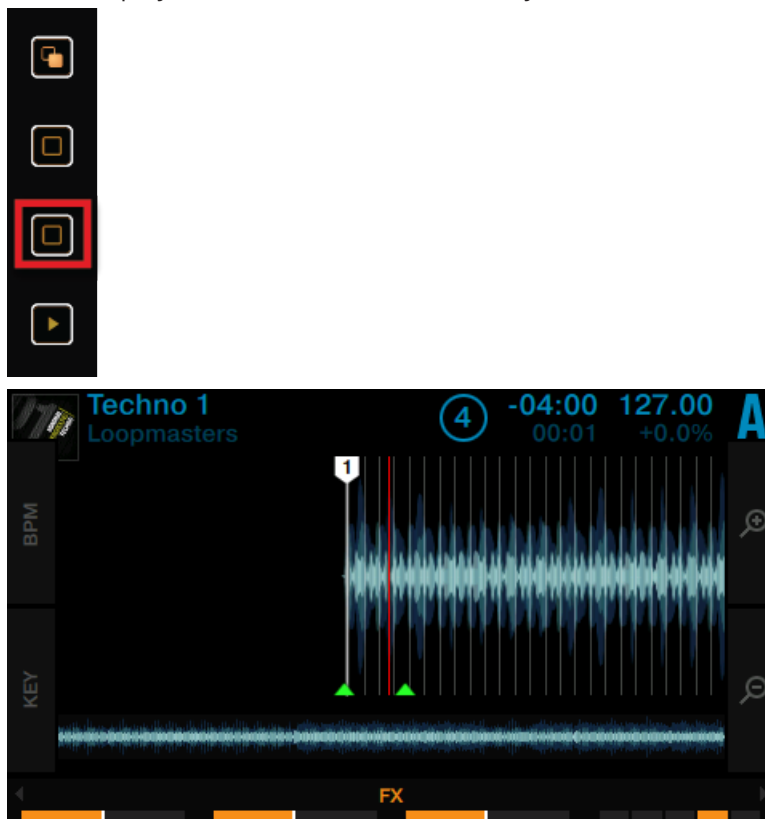 Techno 1
Loopmasters
4
-04:00
127.00
00:01
+0.0%
A
1
BPM
KEY
FX